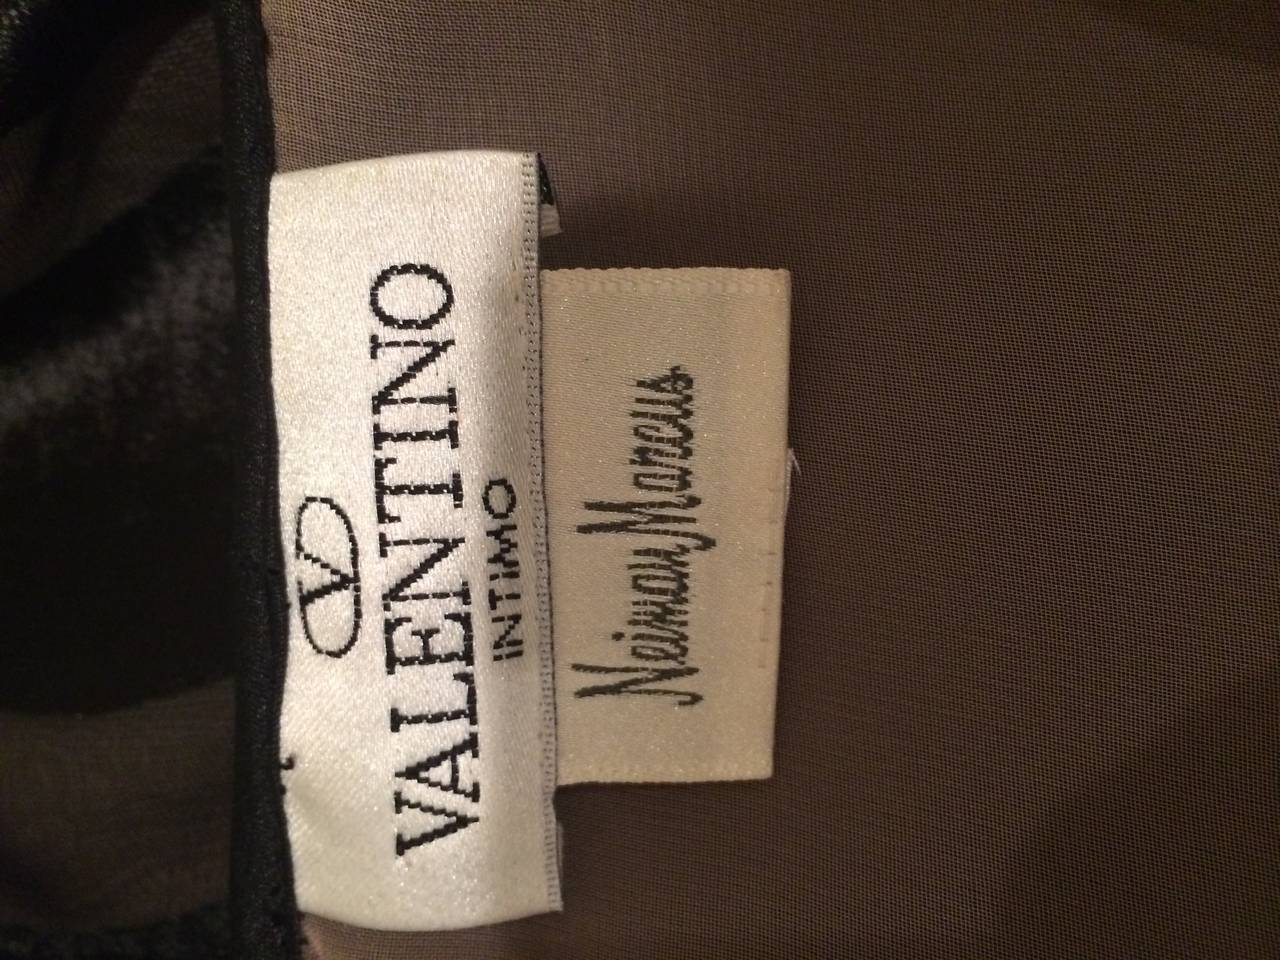 V
VALENTINO
INTIMO
Neiman Marcus